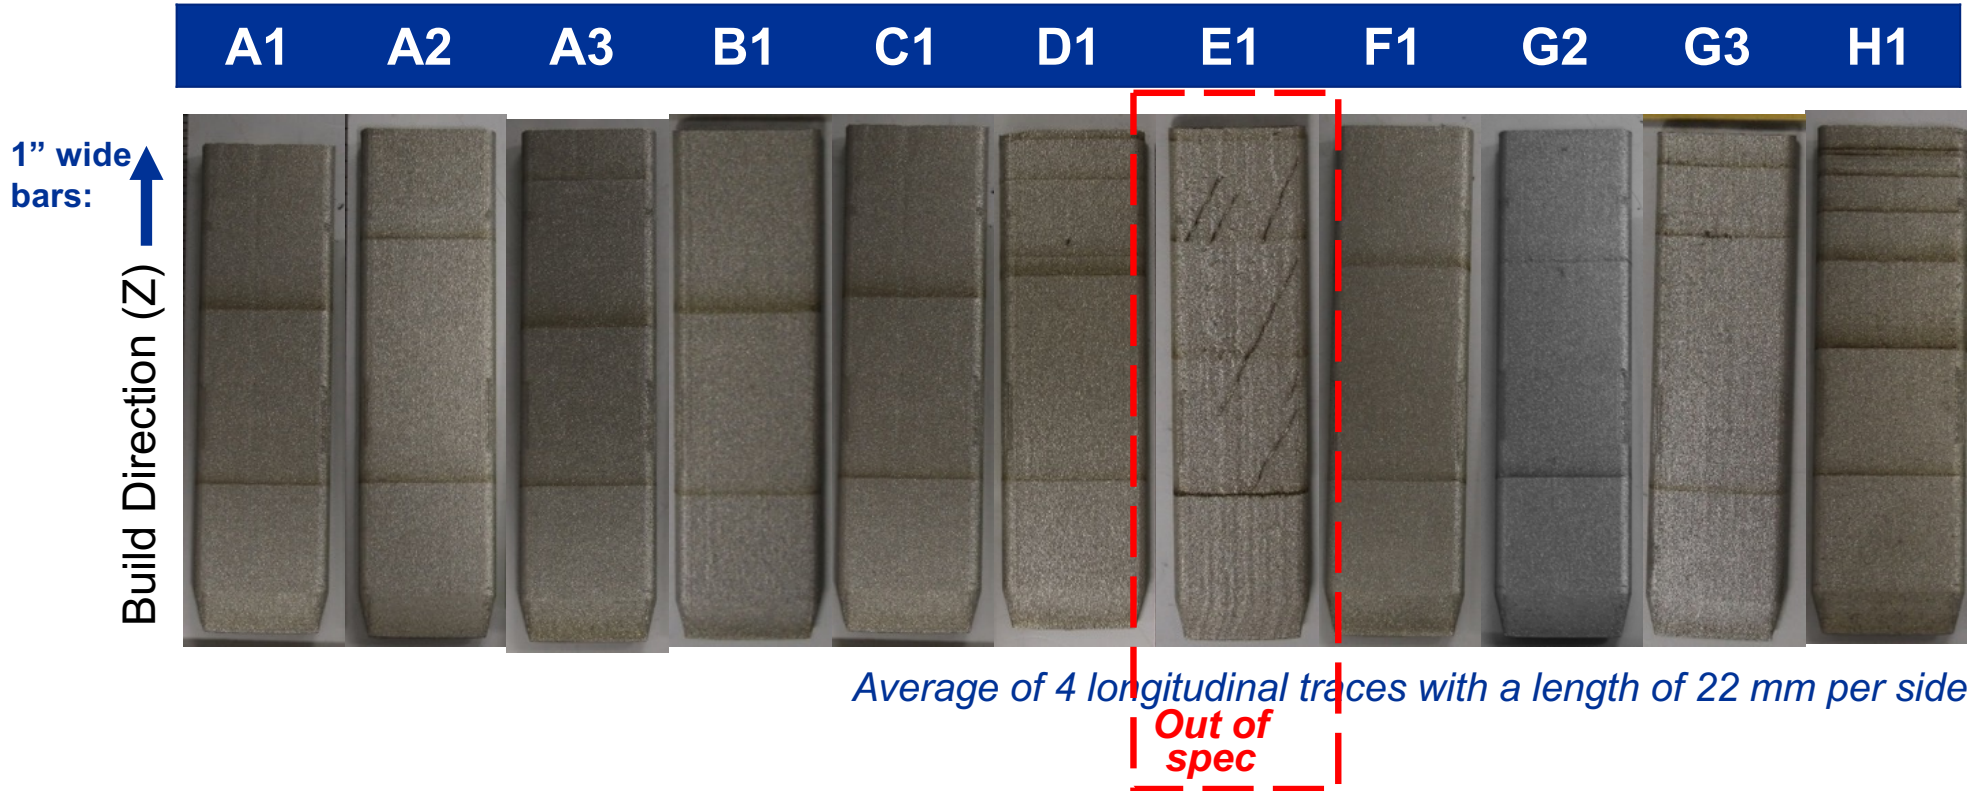 A1 A2 A3 B1 C1 D1 E1 F1 G2 G3 H1
1” wide
bars:
Build Direction (Z)
Average of 4 longitudinal traces with a length of 22 mm per side
Out of
spec